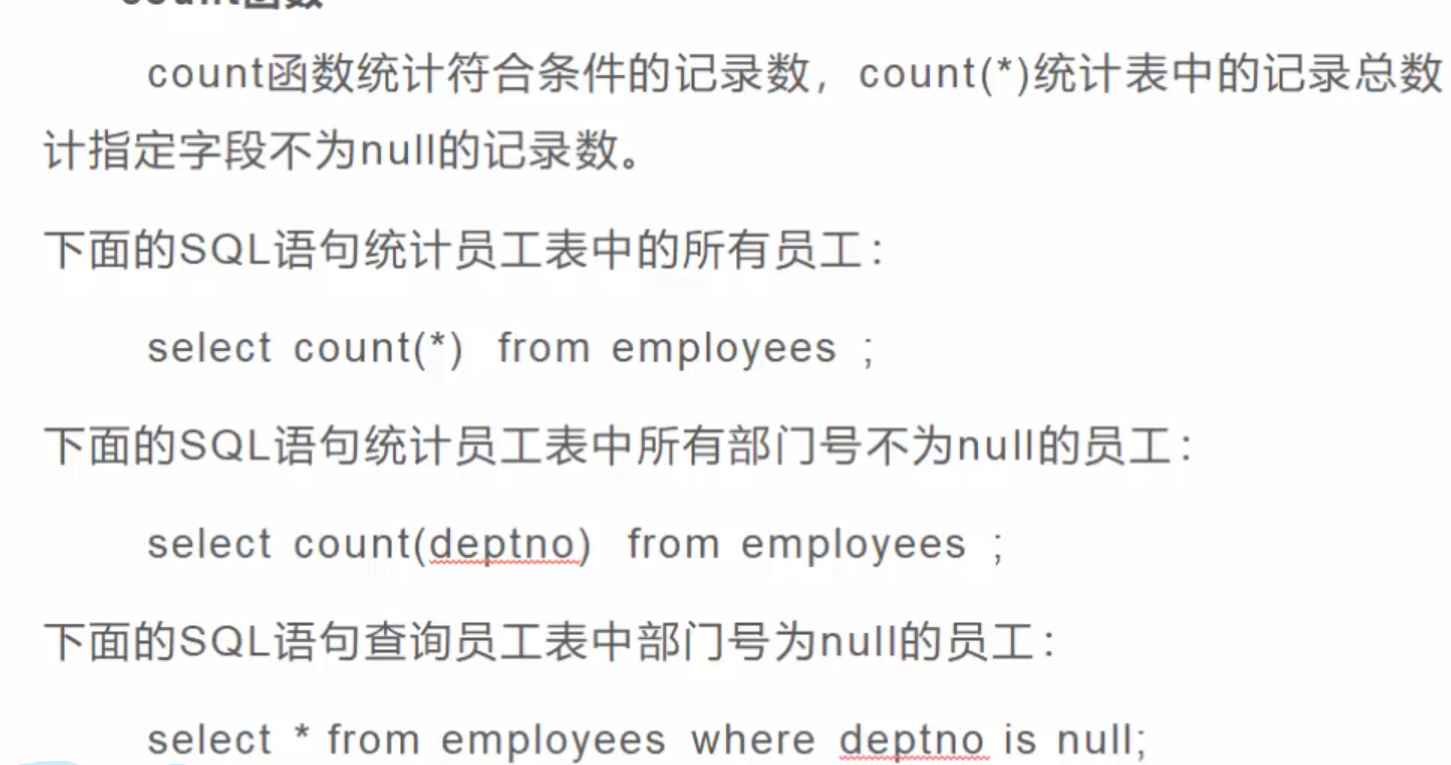 count函数
count函数统计符合条件的记录数，count(*)统计表中的记录总数
计指定字段不为null的记录数。
下面的SQL语句统计员工表中的所有员工：
select count(*) from employees ;
下面的SQL语句统计员工表中所有部门号不为null的员工：
select count(deptno) from employees ;
下面的SQL语句查询员工表中部门号为null的员工：
select * from employees where deptno is null;